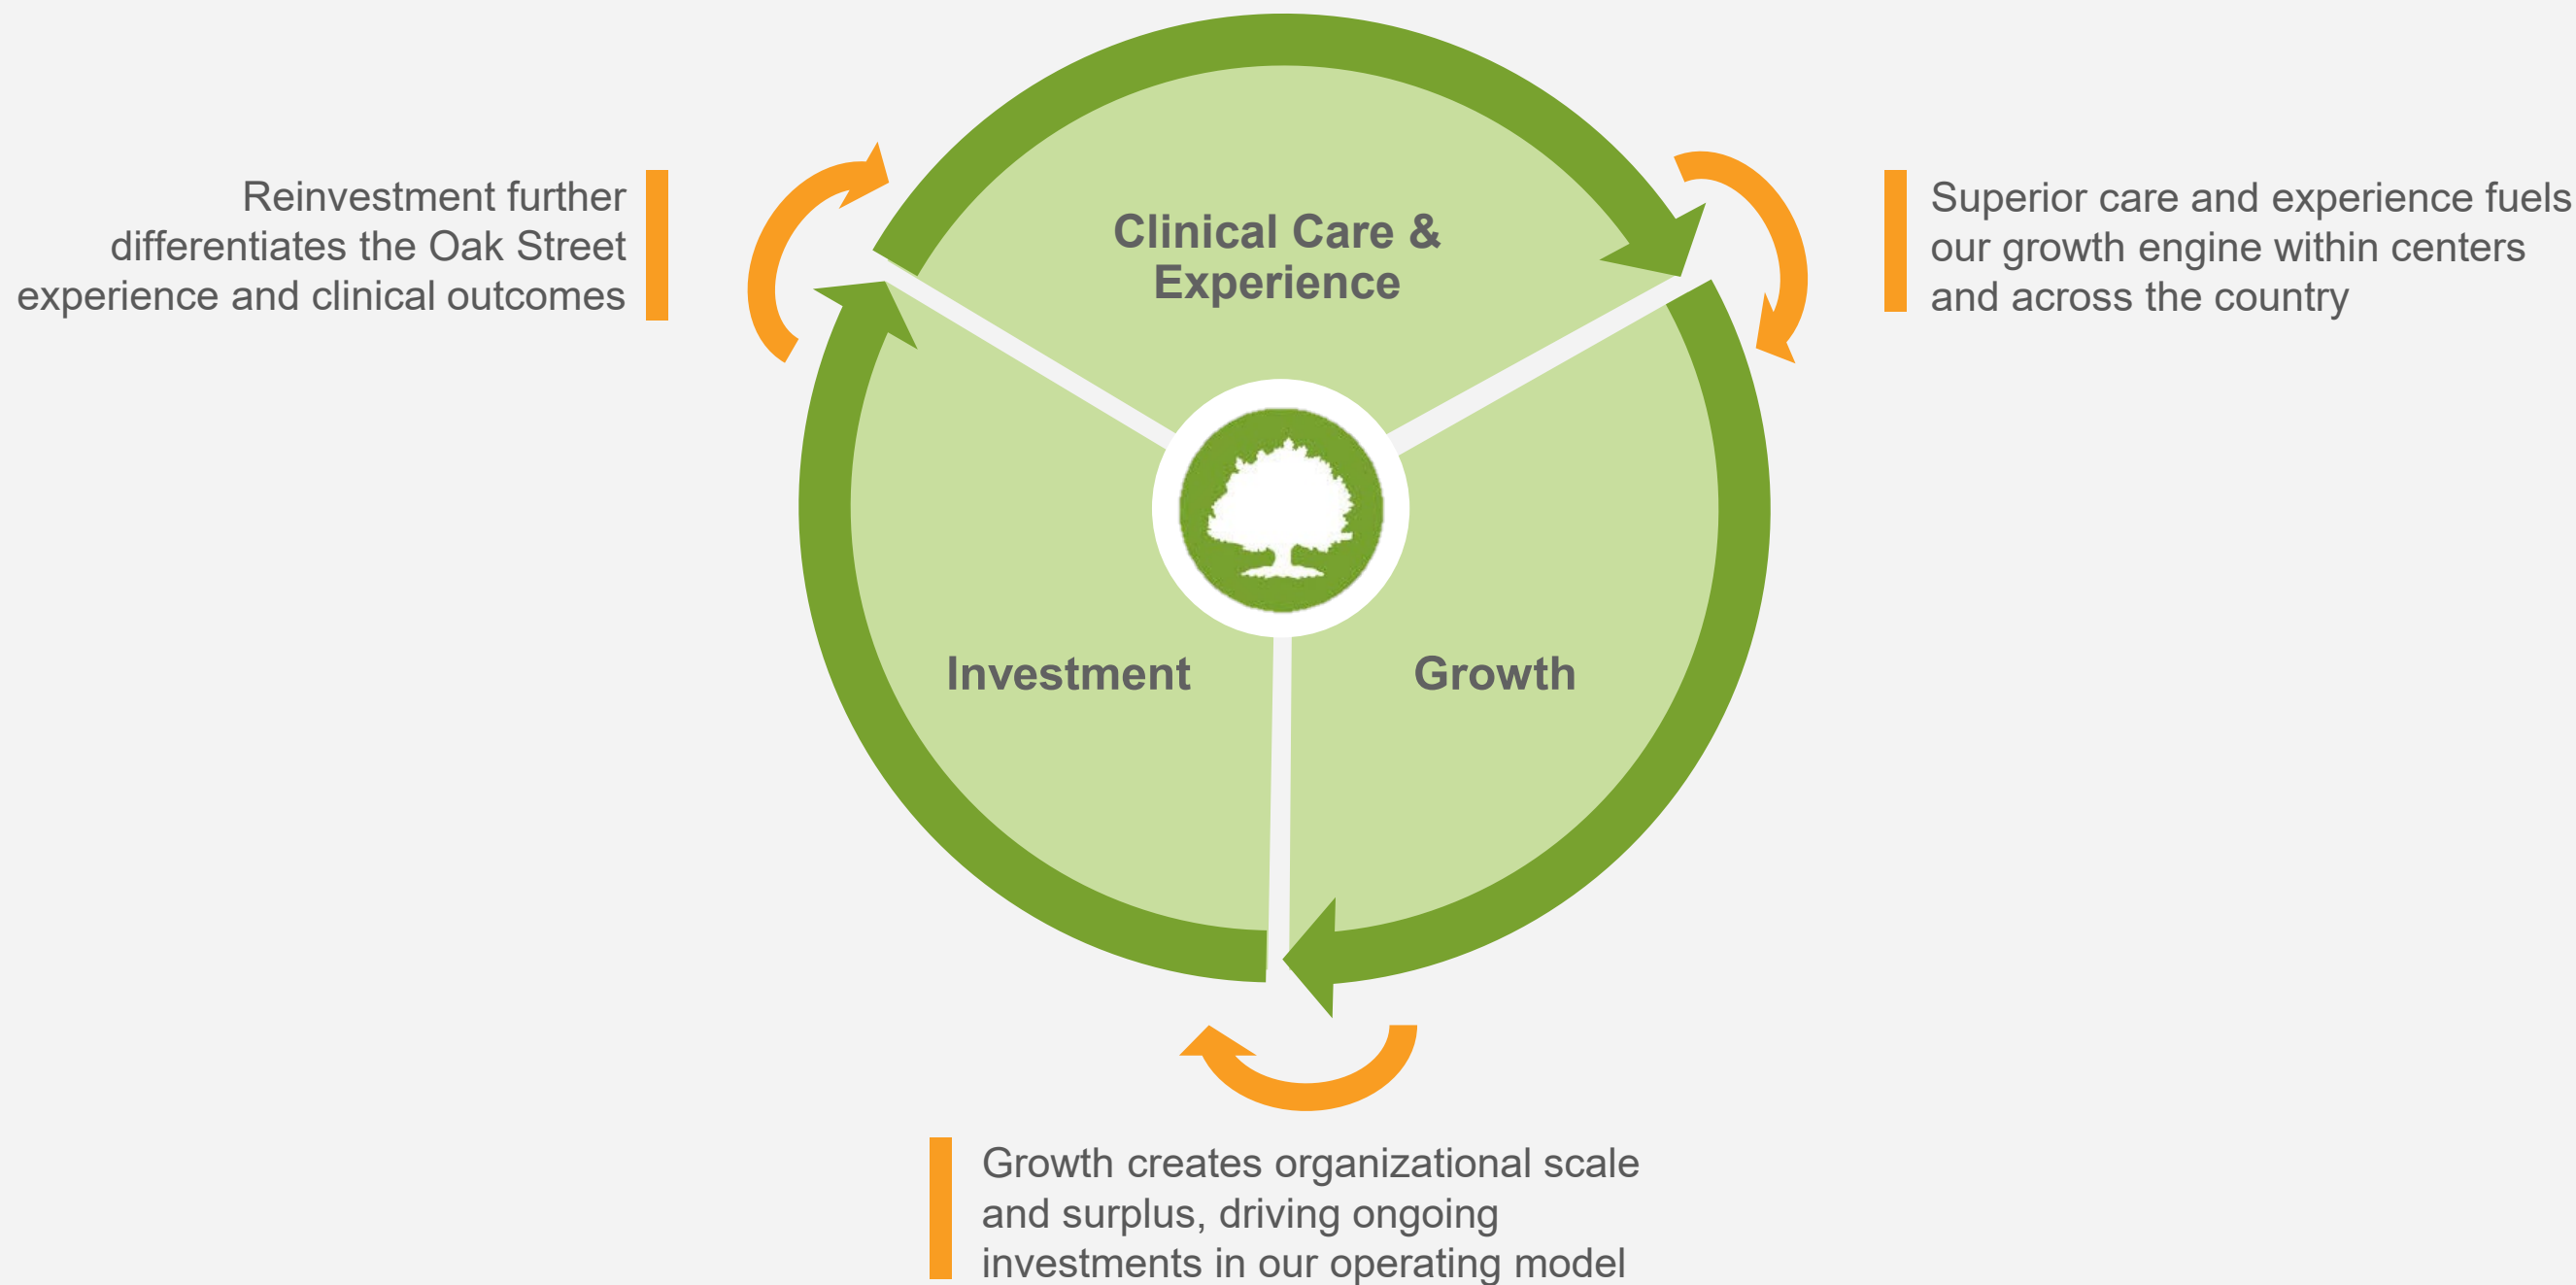 Reinvestment further
differentiates the Oak Street
experience and clinical outcomes
Clinical Care &
Experience
Superior care and experience fuels
our growth engine within centers
and across the country
Investment
Growth
Growth creates organizational scale
and surplus, driving ongoing
investments in our operating model